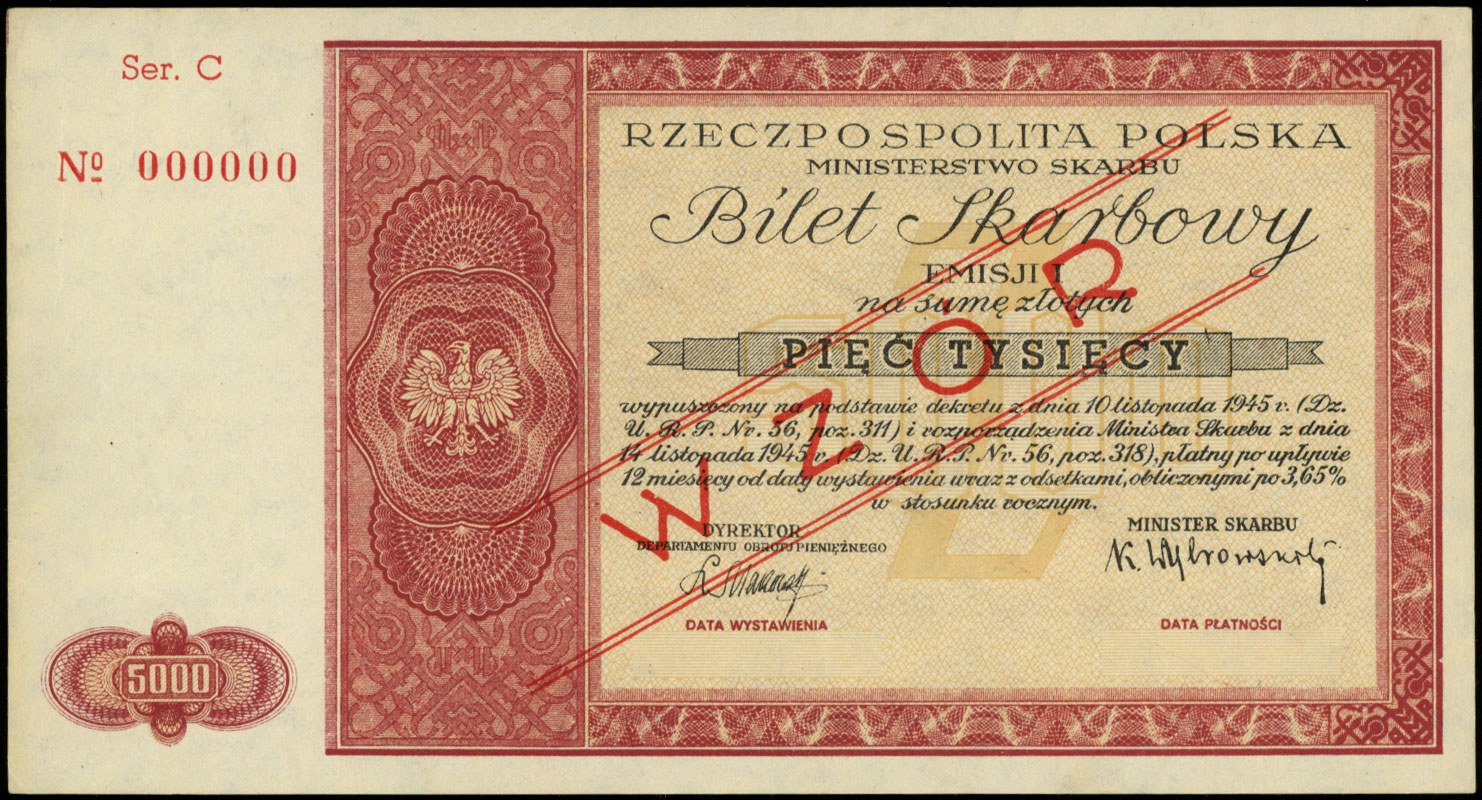 Ser. C
Nº 000000
RZECZPOSPOLITA POLSKA
MINISTERSTWO SKARBU
Bilet Skarbowy
EMISJI I
na sumę złotych
PIĘĆ TYSIĘCY
wypuszczony na podstawie dekretu z dnia 10 listopada 1945 r. (Dz.
U. R. P. Nr. 56, poz. 311) i rozporządzenia Ministra Skarbu z dnia
14 listopada 1945 r. (Dz. U. R. P. Nr. 56, poz. 318), płatny po upływie
12 miesięcy od daty wystawienia wraz z odsetkami, obliczonymi po 3,65%
w stosunku rocznym.
WZÓR
DYREKTOR
DEPARTAMENTU OBROTU PIENIĘŻNEGO
MINISTER SKARBU
DATA WYSTAWIENIA
DATA PŁATNOŚCI
5000